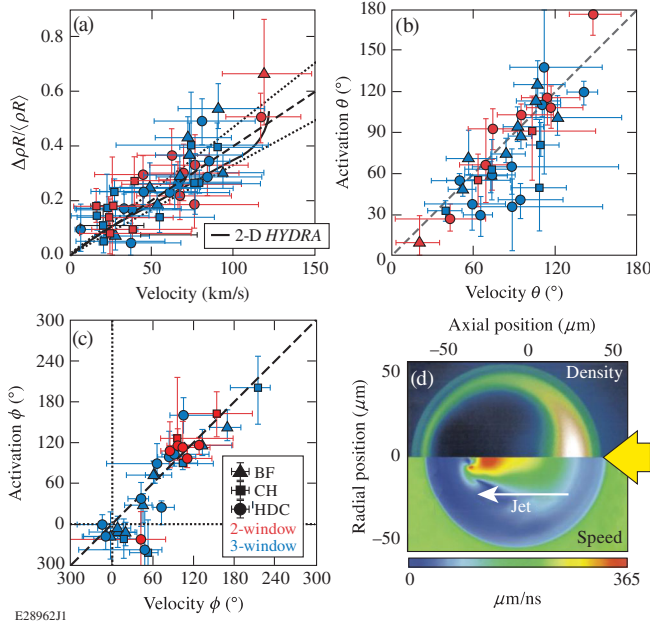 (a)
ΔρR/⟨ρR⟩
0.8
0.6
0.4
0.2
0.0
2-D HYDRA
0 50 100 150
Velocity (km/s)
(b)
Activation θ (°)
180
150
120
90
60
30
0
0 60 120 180
Velocity θ (°)
(c)
Activation ϕ (°)
300
240
180
120
60
0
300
BF
CH
HDC
2-window
3-window
300 0 60 120 180 240 300
Velocity ϕ (°)
Axial position (μm)
−50 0 50
(d)
Density
Radial position (μm)
50
0
−50
Jet
Speed
0 365
μm/ns
E28962J1